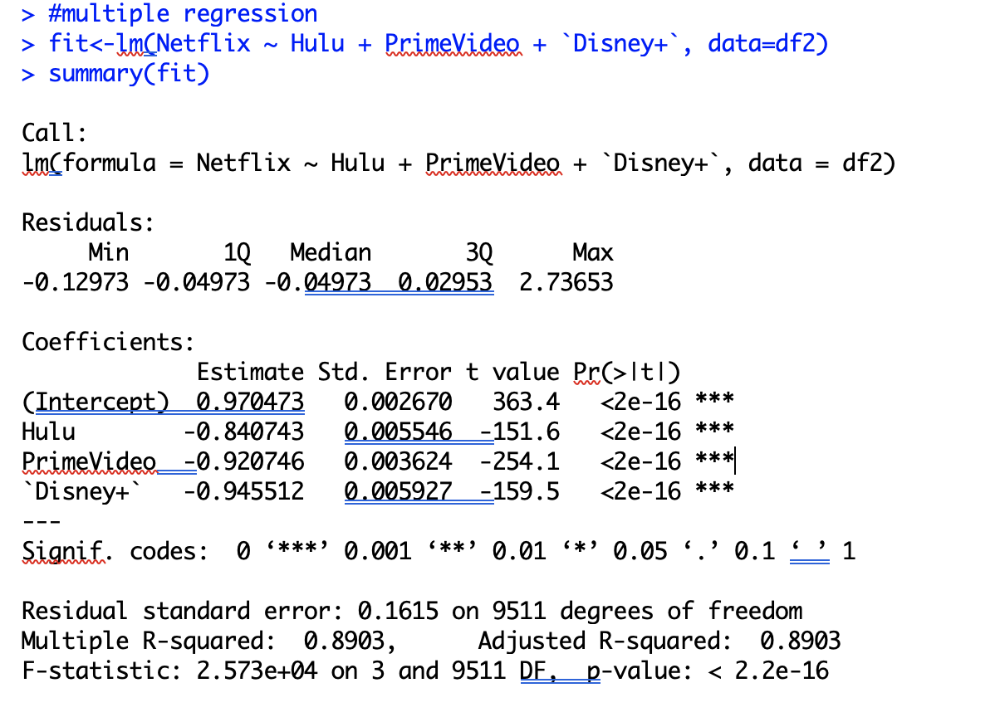 > #multiple regression
> fit<-lm(Netflix ~ Hulu + PrimeVideo + `Disney+`, data=df2)
> summary(fit)
Call:
lm(formula = Netflix ~ Hulu + PrimeVideo + `Disney+`, data = df2)
Residuals:
Min 1Q Median 3Q Max
-0.12973 -0.04973 -0.04973 0.02953 2.73653
Coefficients:
Estimate Std. Error t value Pr(>|t|)
(Intercept) 0.970473 0.002670 363.4 <2e-16 ***
Hulu -0.840743 0.005546 -151.6 <2e-16 ***
PrimeVideo -0.920746 0.003624 -254.1 <2e-16 ***
`Disney+` -0.945512 0.005927 -159.5 <2e-16 ***
---
Signif. codes: 0 ‘***’ 0.001 ‘**’ 0.01 ‘*’ 0.05 ‘.’ 0.1 ‘ ’ 1
Residual standard error: 0.1615 on 9511 degrees of freedom
Multiple R-squared: 0.8903, Adjusted R-squared: 0.8903
F-statistic: 2.573e+04 on 3 and 9511 DF, p-value: < 2.2e-16